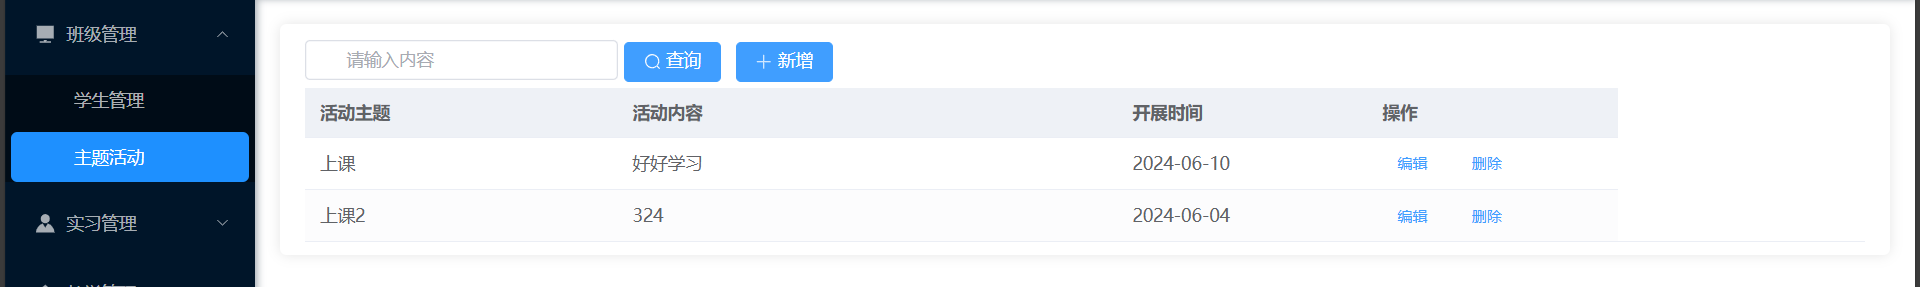 班级管理
学生管理
主题活动
实习管理
请输入内容 查询 新增
活动主题 活动内容 开展时间 操作
上课 好好学习 2024-06-10 编辑 删除
上课2 324 2024-06-04 编辑 删除